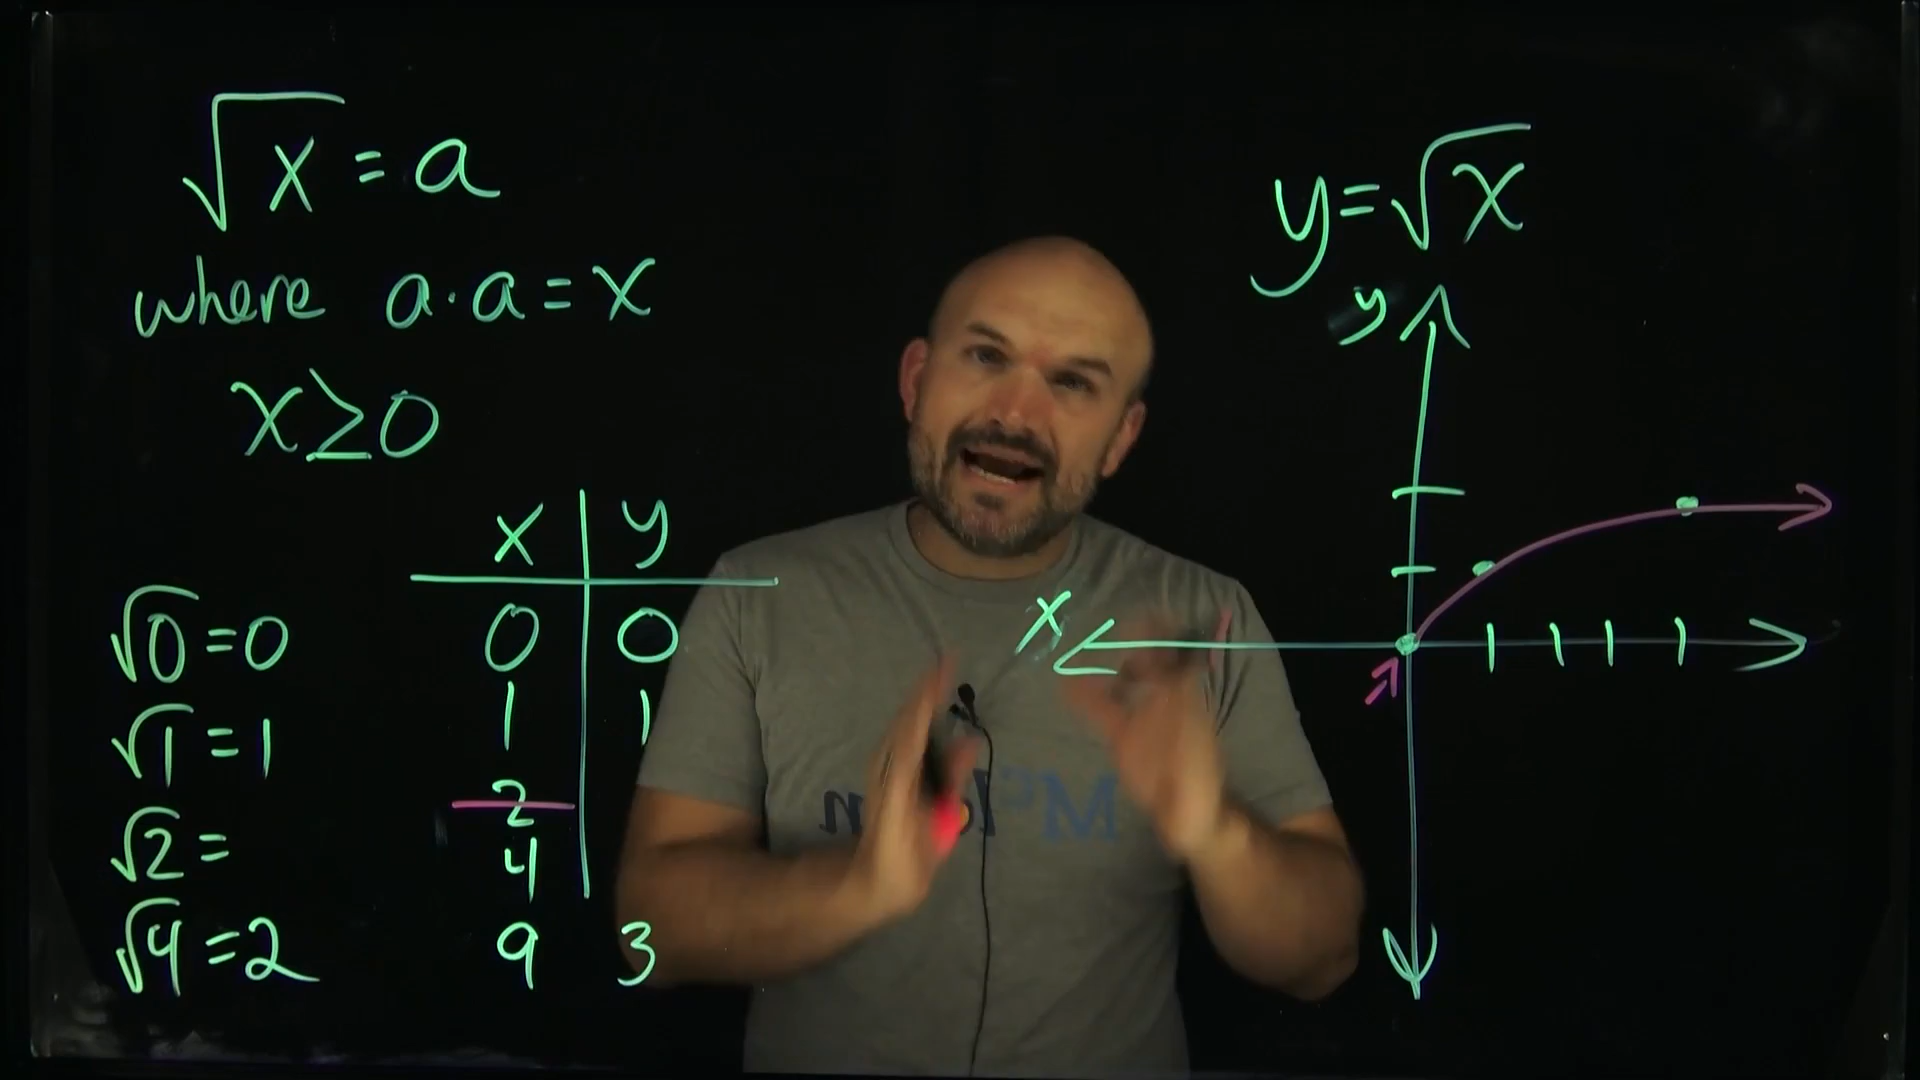 √x = a
where a·a = x
x ≥ 0
√0 = 0
√1 = 1
√2 =
√4 = 2
x y
0 0
1 1
2
4
9 3
y = √x
y
x